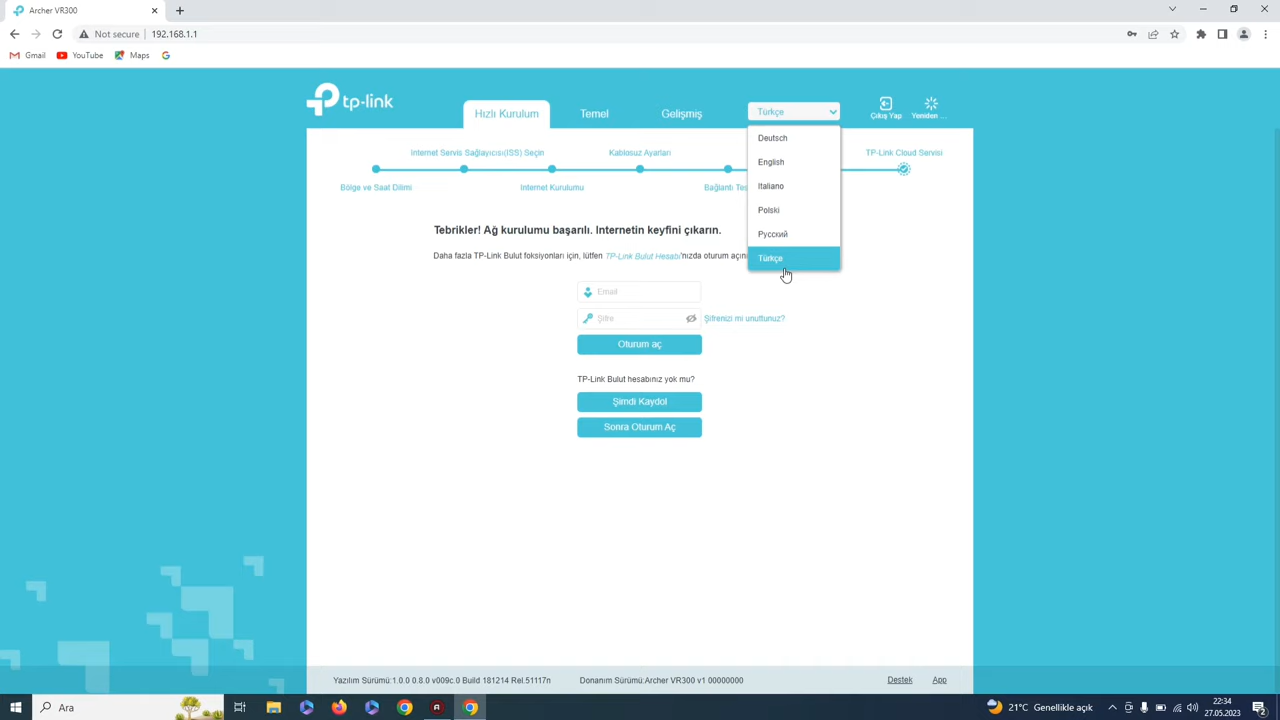 Archer VR300
Not secure
192.168.1.1
Gmail
YouTube
Maps
tp-link
Hızlı Kurulum
Temel
Gelişmiş
Türkçe
Çıkış Yap
Yeniden ...
Deutsch
English
Italiano
Polski
Русский
Türkçe
Internet Servis Sağlayıcısı(ISS) Seçin
Kablosuz Ayarları
TP-Link Cloud Servisi
Bölge ve Saat Dilimi
Internet Kurulumu
Bağlantı Tes
Tebrikler! Ağ kurulumu başarılı. Internetin keyfini çıkarın.
Daha fazla TP-Link Bulut foksiyonları için, lütfen TP-Link Bulut Hesabı'nızda oturum açını
Email
Şifre
Şifrenizi mi unuttunuz?
Oturum aç
TP-Link Bulut hesabınız yok mu?
Şimdi Kaydol
Sonra Oturum Aç
Yazılım Sürümü:1.0.0 0.8.0 v009c.0 Build 181214 Rel.51117n
Donanım Sürümü:Archer VR300 v1 00000000
Destek
App
Ara
21°C Genellikle açık
22:34
27.05.2023
2